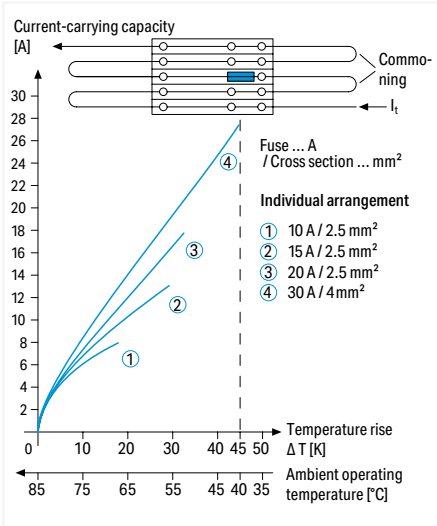 Current-carrying capacity
[A]
Commo-
ning
Iₜ
30
28
26
24
22
20
18
16
14
12
10
8
6
4
2
Fuse ... A
/ Cross section ... mm²
Individual arrangement
① 10 A / 2.5 mm²
② 15 A / 2.5 mm²
③ 20 A / 2.5 mm²
④ 30 A / 4 mm²
④
③
②
①
0 10 20 30 40 45 50
Temperature rise
Δ T [K]
85 75 65 55 45 40 35
Ambient operating
temperature [°C]